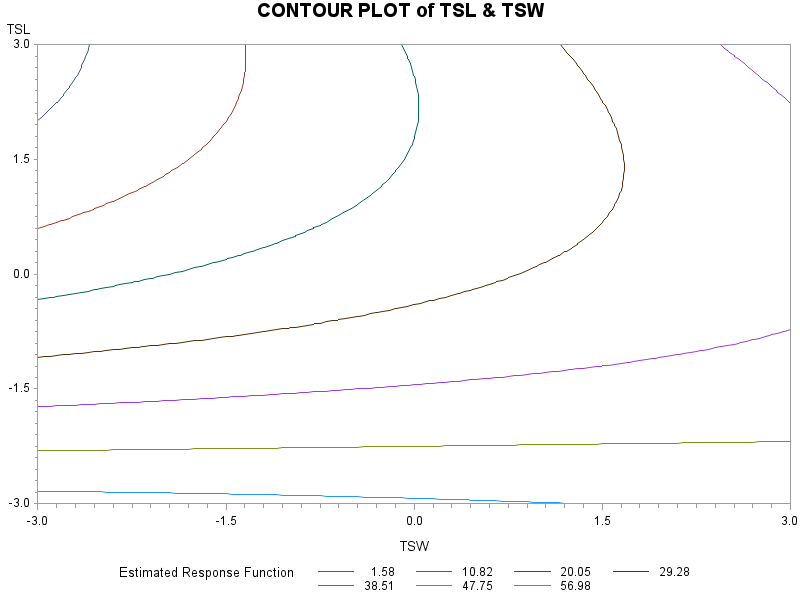 CONTOUR PLOT of TSL & TSW
TSL
3.0
1.5
0.0
-1.5
-3.0
-3.0 -1.5 0.0 1.5 3.0
TSW
Estimated Response Function 1.58 10.82 20.05 29.28
38.51 47.75 56.98